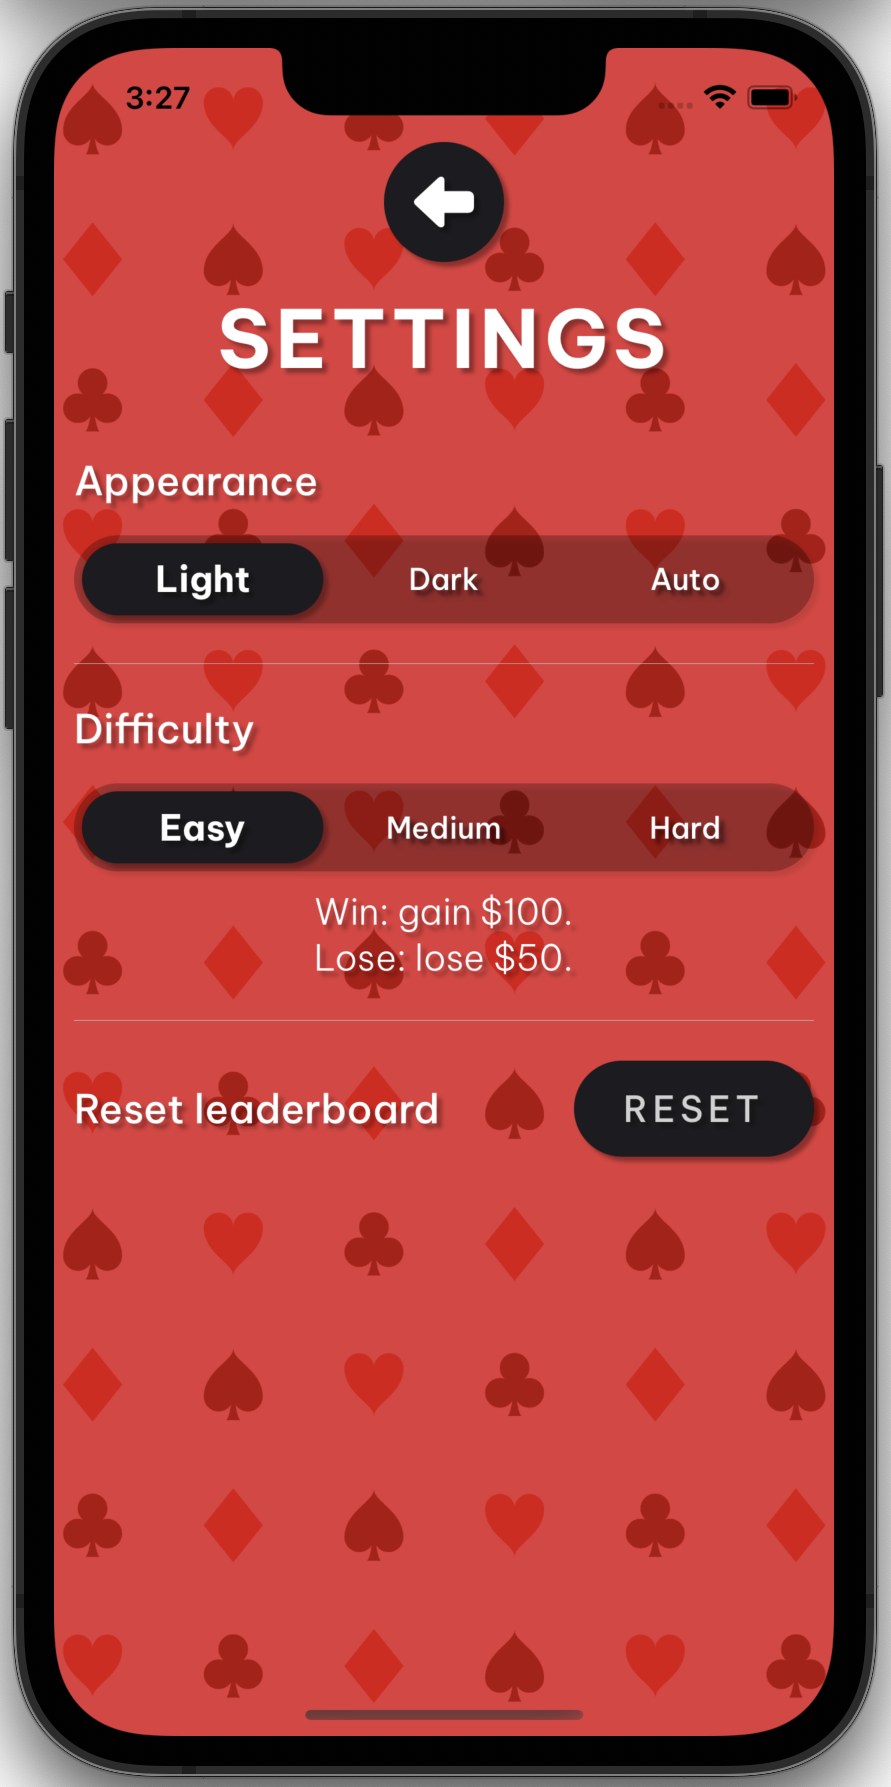 3:27
SETTINGS
Appearance
Light Dark Auto
Difficulty
Easy Medium Hard
Win: gain $100.
Lose: lose $50.
Reset leaderboard RESET